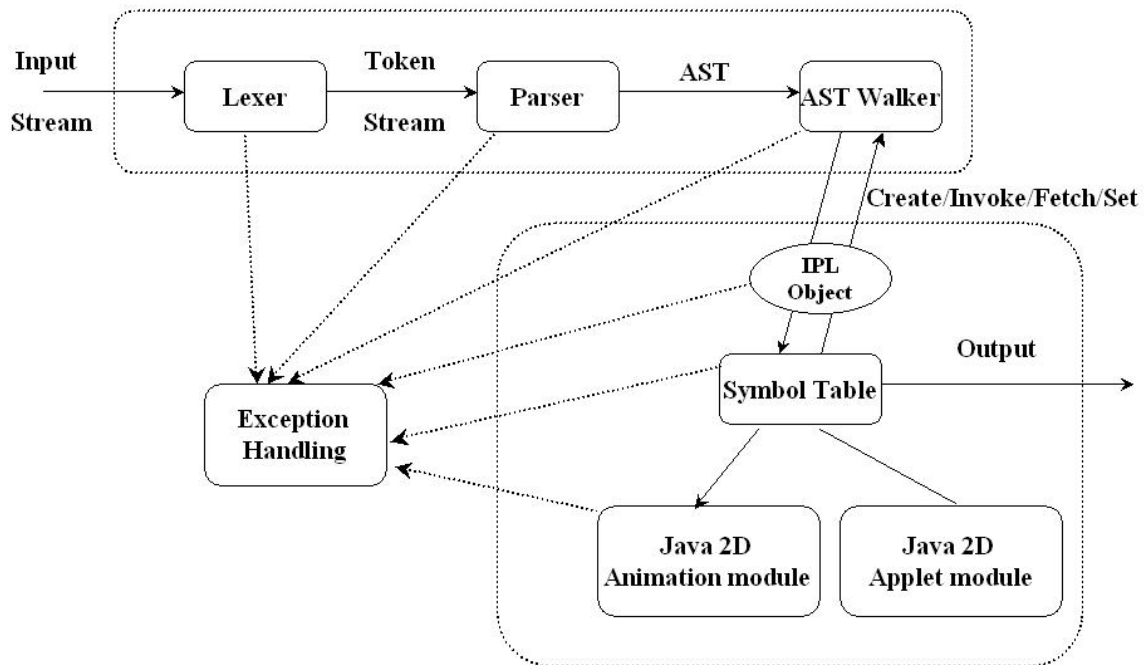 Input
Stream
Lexer
Token
Stream
Parser
AST
AST Walker
Create/Invoke/Fetch/Set
IPL
Object
Symbol Table
Output
Exception
Handling
Java 2D
Animation module
Java 2D
Applet module